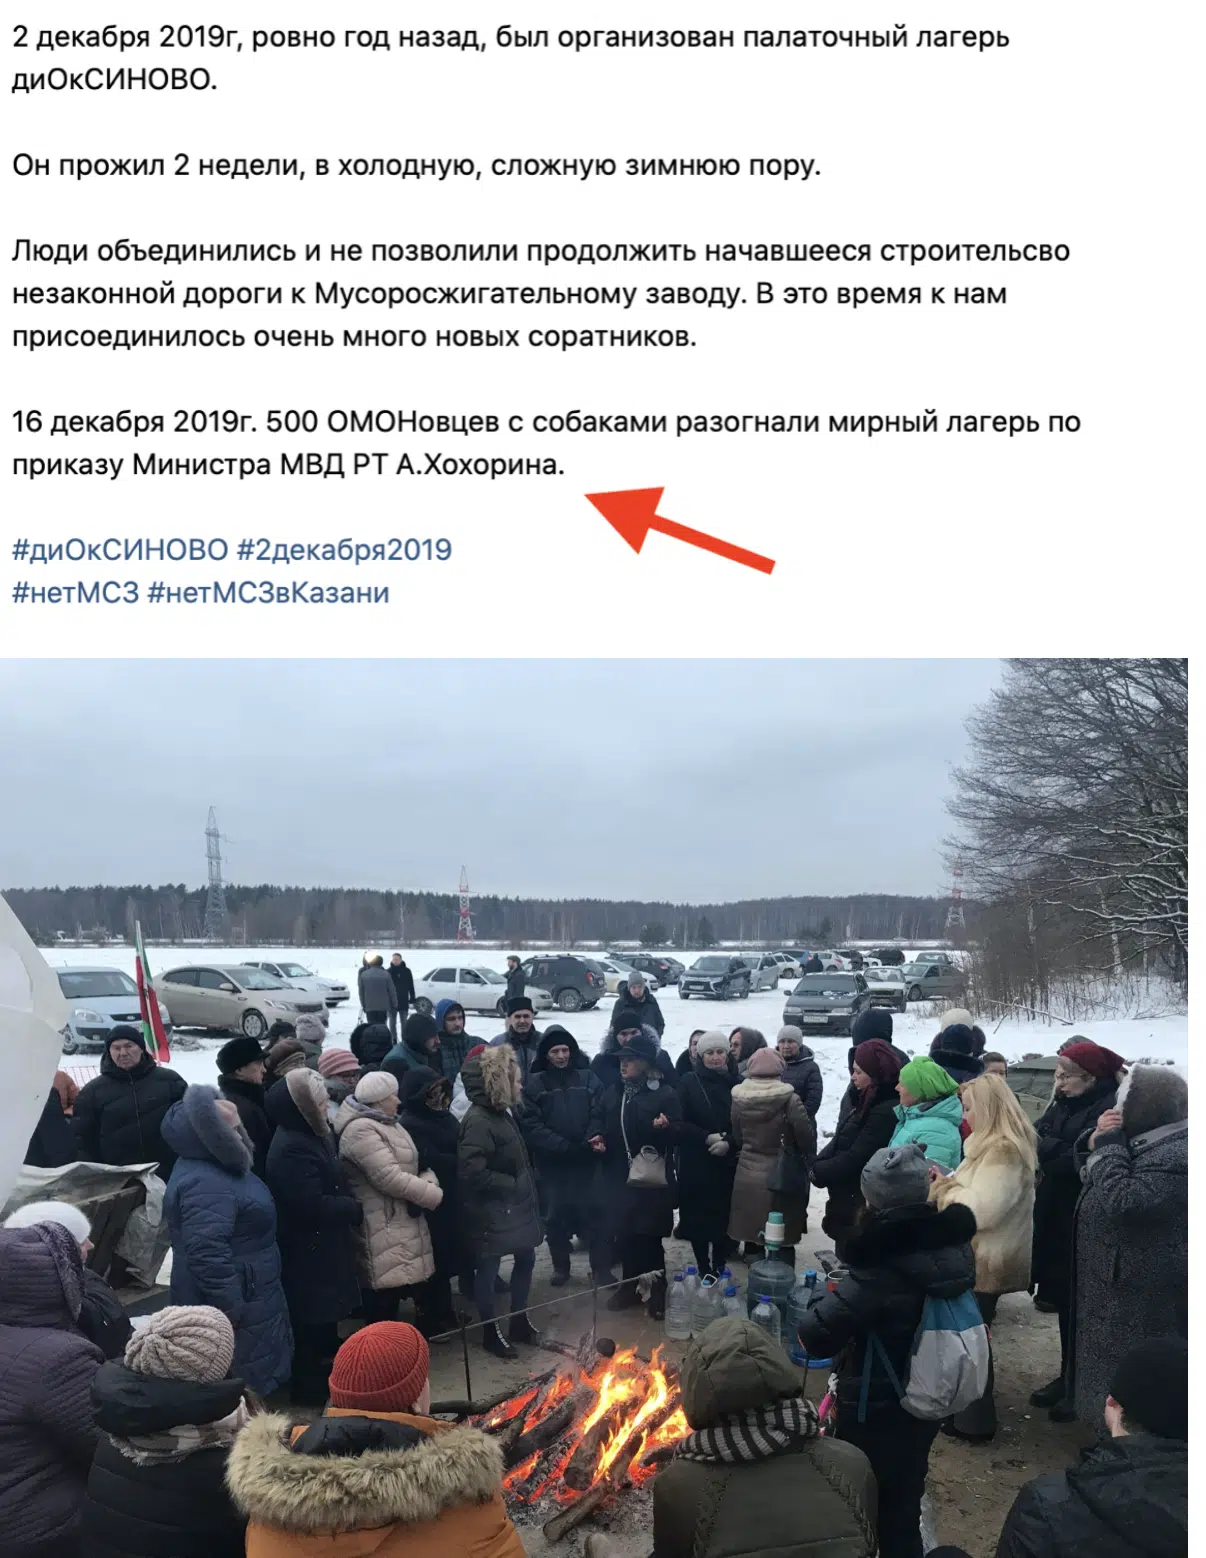 2 декабря 2019г, ровно год назад, был организован палаточный лагерь
диОкСИНОВО.
Он прожил 2 недели, в холодную, сложную зимнюю пору.
Люди объединились и не позволили продолжить начавшееся строительсво
незаконной дороги к Мусоросжигательному заводу. В это время к нам
присоединилось очень много новых соратников.
16 декабря 2019г. 500 ОМОНовцев с собаками разогнали мирный лагерь по
приказу Министра МВД РТ А.Хохорина.
#диОкСИНОВО #2декабря2019
#нетМСЗ #нетМСЗвКазани